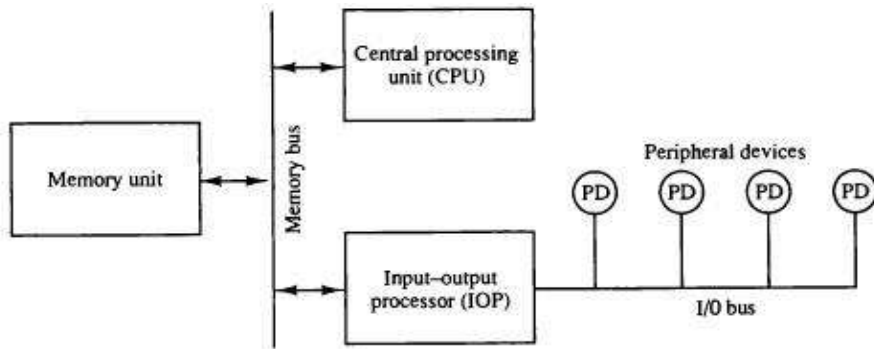 Central processing
unit (CPU)
Memory unit
Memory bus
Peripheral devices
PD PD PD PD
Input–output
processor (IOP)
I/0 bus